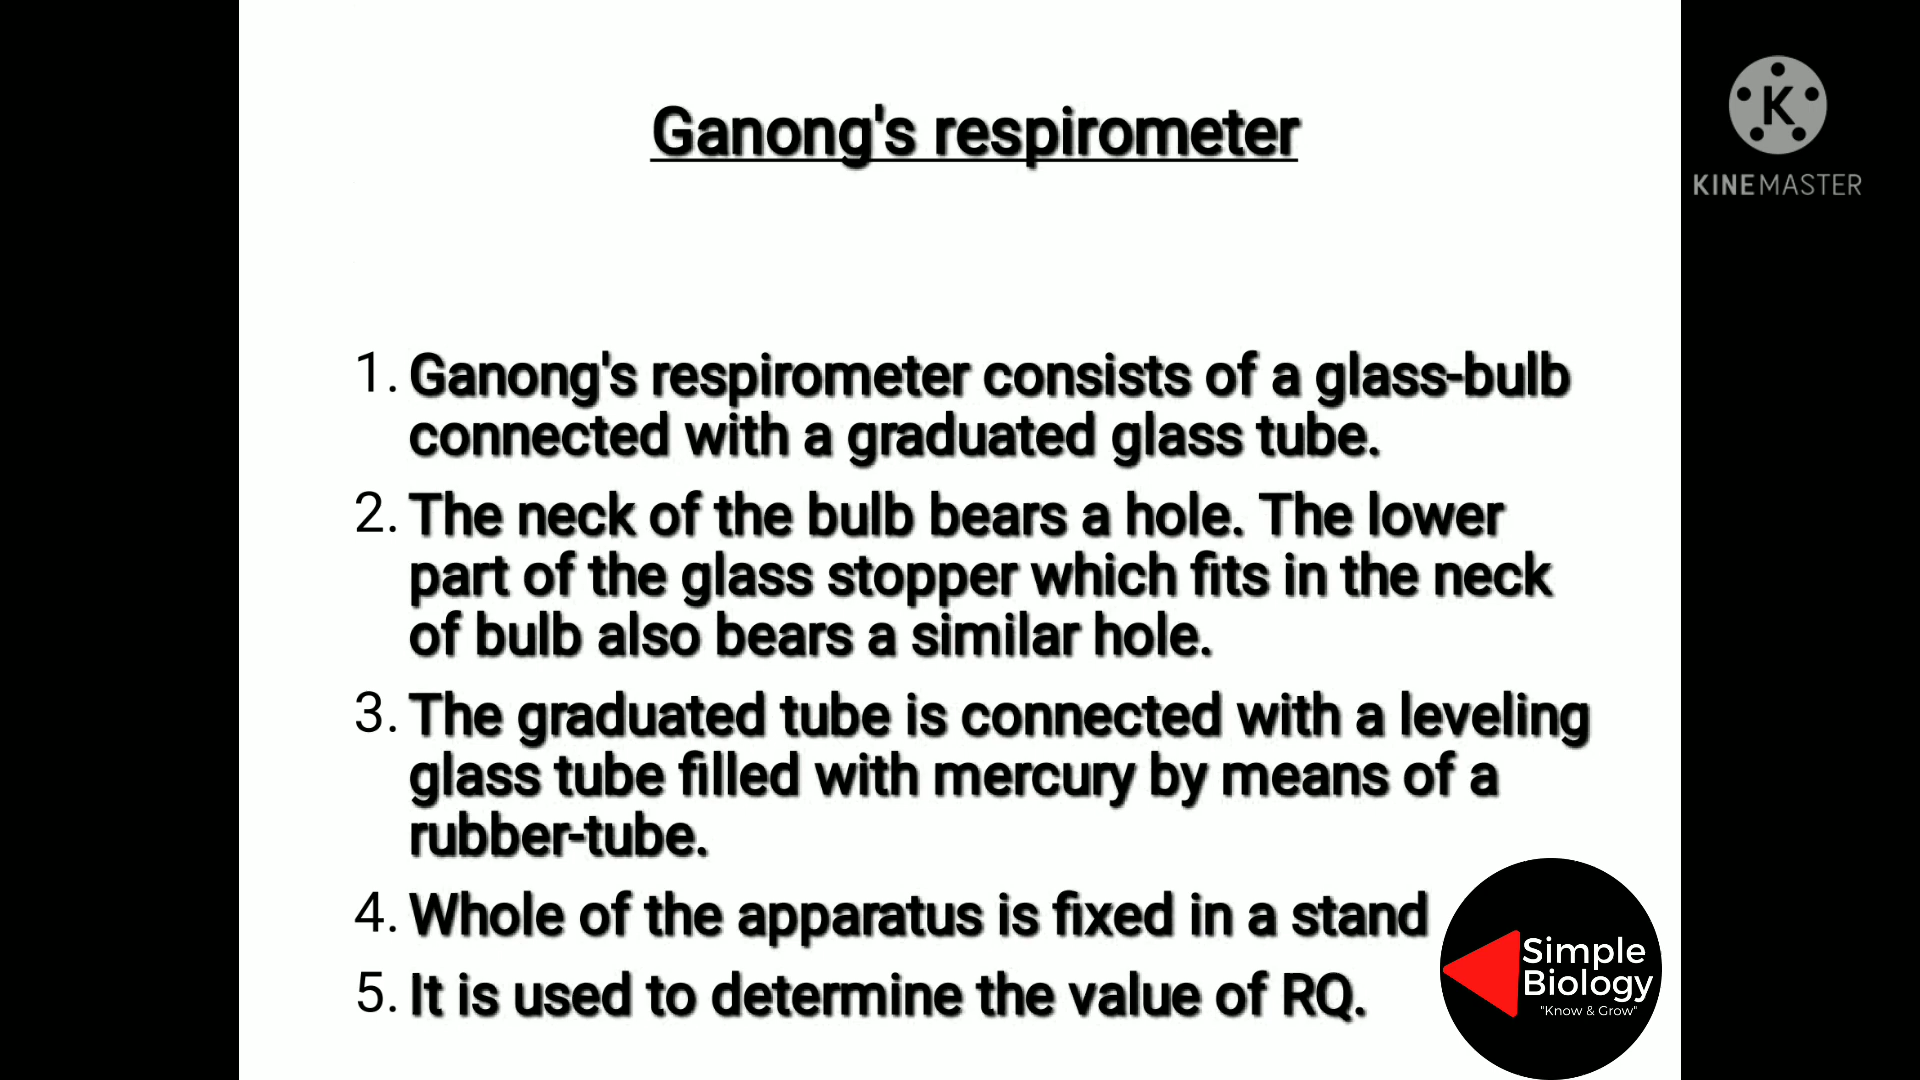 Ganong's respirometer
K
KINEMASTER
1. Ganong's respirometer consists of a glass-bulb
connected with a graduated glass tube.
2. The neck of the bulb bears a hole. The lower
part of the glass stopper which fits in the neck
of bulb also bears a similar hole.
3. The graduated tube is connected with a leveling
glass tube filled with mercury by means of a
rubber-tube.
4. Whole of the apparatus is fixed in a stand
5. It is used to determine the value of RQ.
Simple
Biology
"Know & Grow"